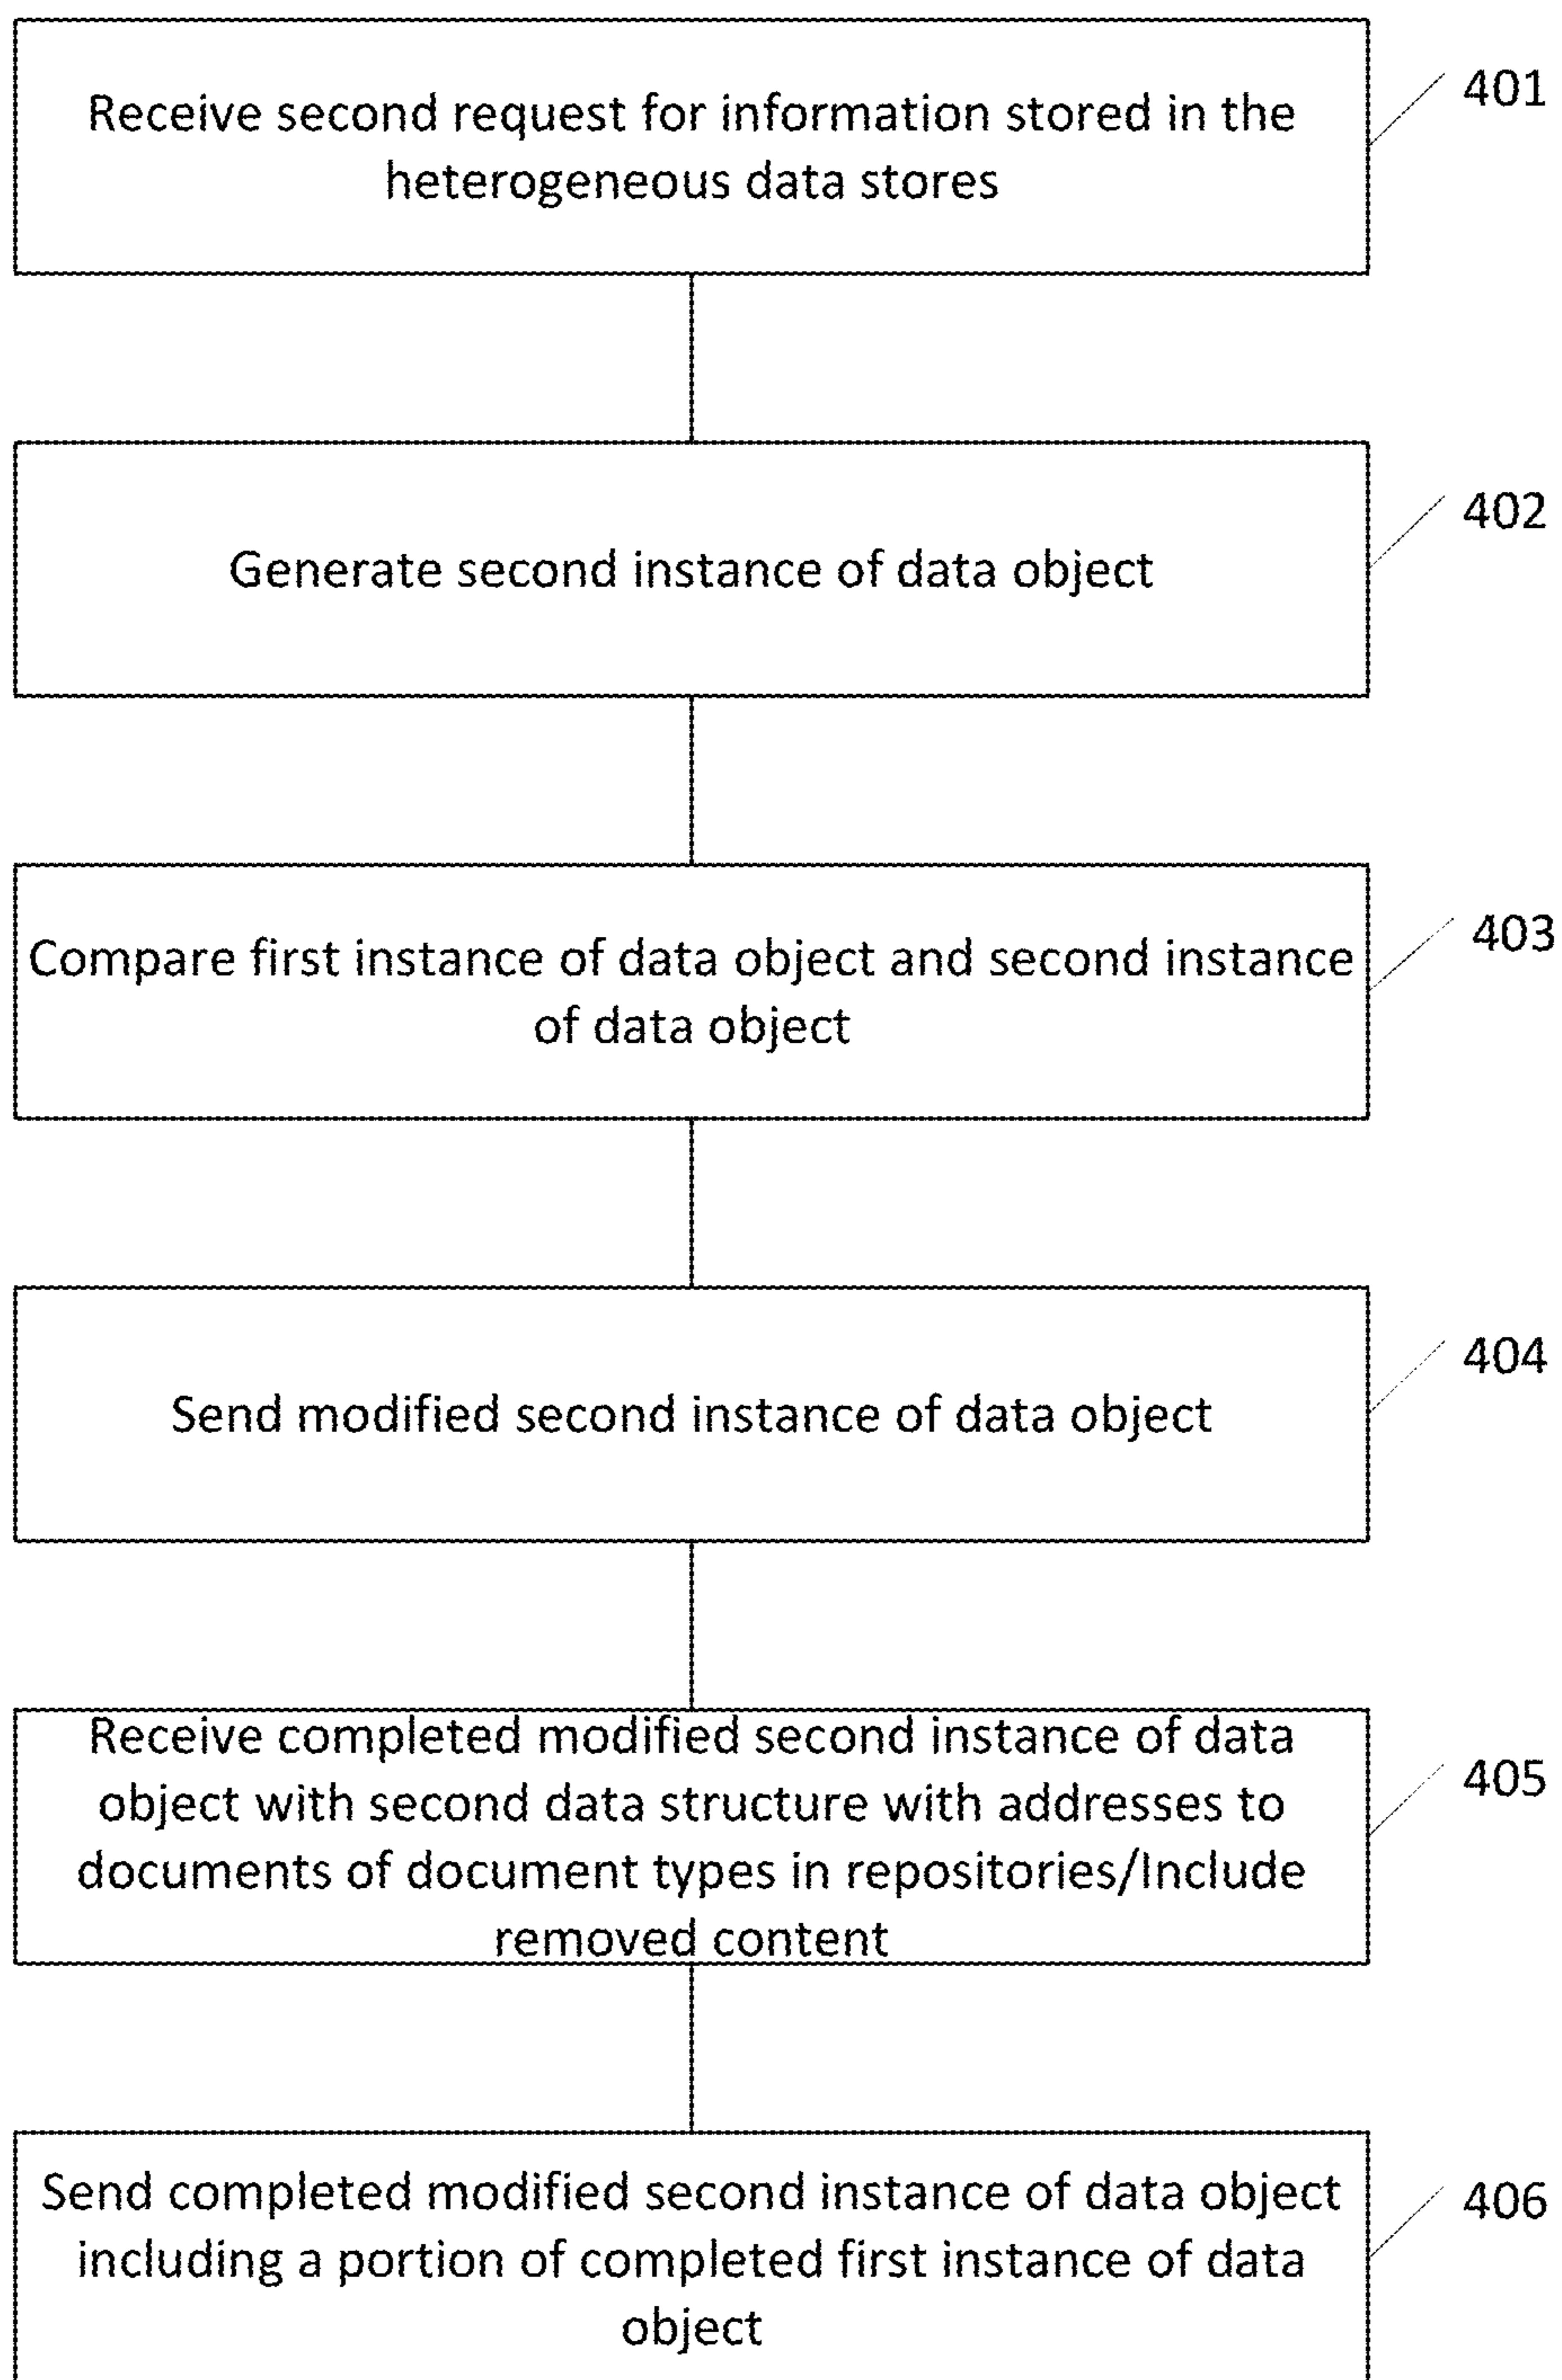 Receive second request for information stored in the
heterogeneous data stores
401
Generate second instance of data object
402
Compare first instance of data object and second instance
of data object
403
Send modified second instance of data object
404
Receive completed modified second instance of data
object with second data structure with addresses to
documents of document types in repositories/Include
removed content
405
Send completed modified second instance of data object
including a portion of completed first instance of data
object
406